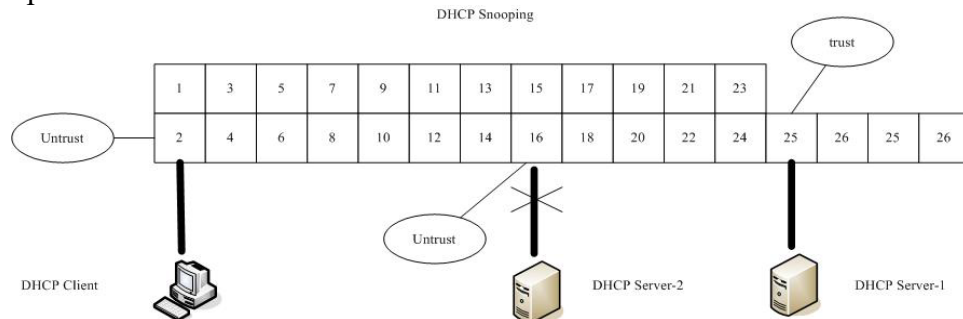 DHCP Snooping
trust
1 3 5 7 9 11 13 15 17 19 21 23
Untrust
2 4 6 8 10 12 14 16 18 20 22 24 25 26 25 26
Untrust
DHCP Client
DHCP Server-2
DHCP Server-1